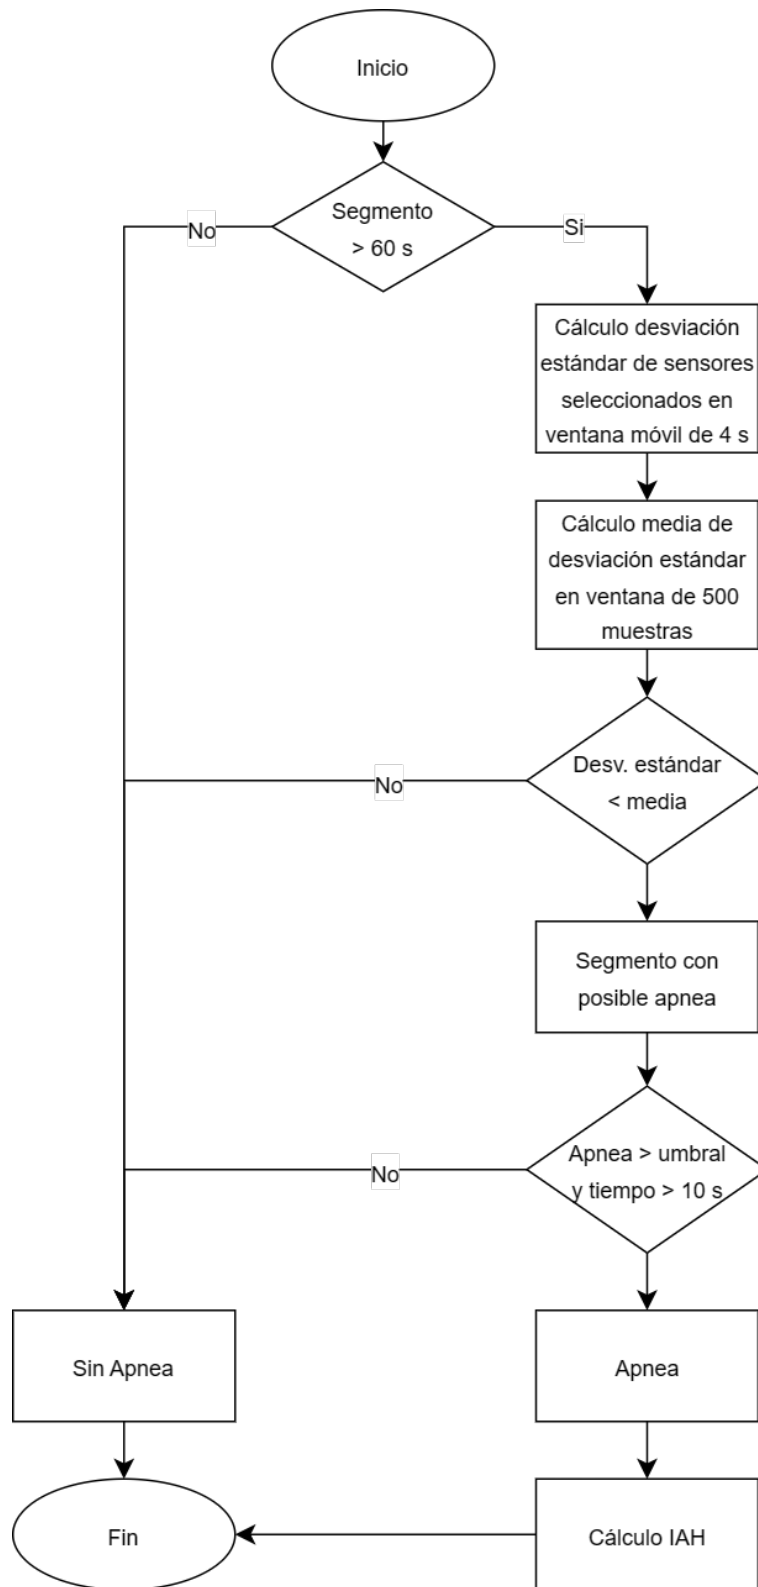 Inicio
Segmento
> 60 s
No
Si
Cálculo desviación
estándar de sensores
seleccionados en
ventana móvil de 4 s
Cálculo media de
desviación estándar
en ventana de 500
muestras
Desv. estándar
< media
No
Segmento con
posible apnea
Apnea > umbral
y tiempo > 10 s
No
Sin Apnea
Apnea
Fin
Cálculo IAH